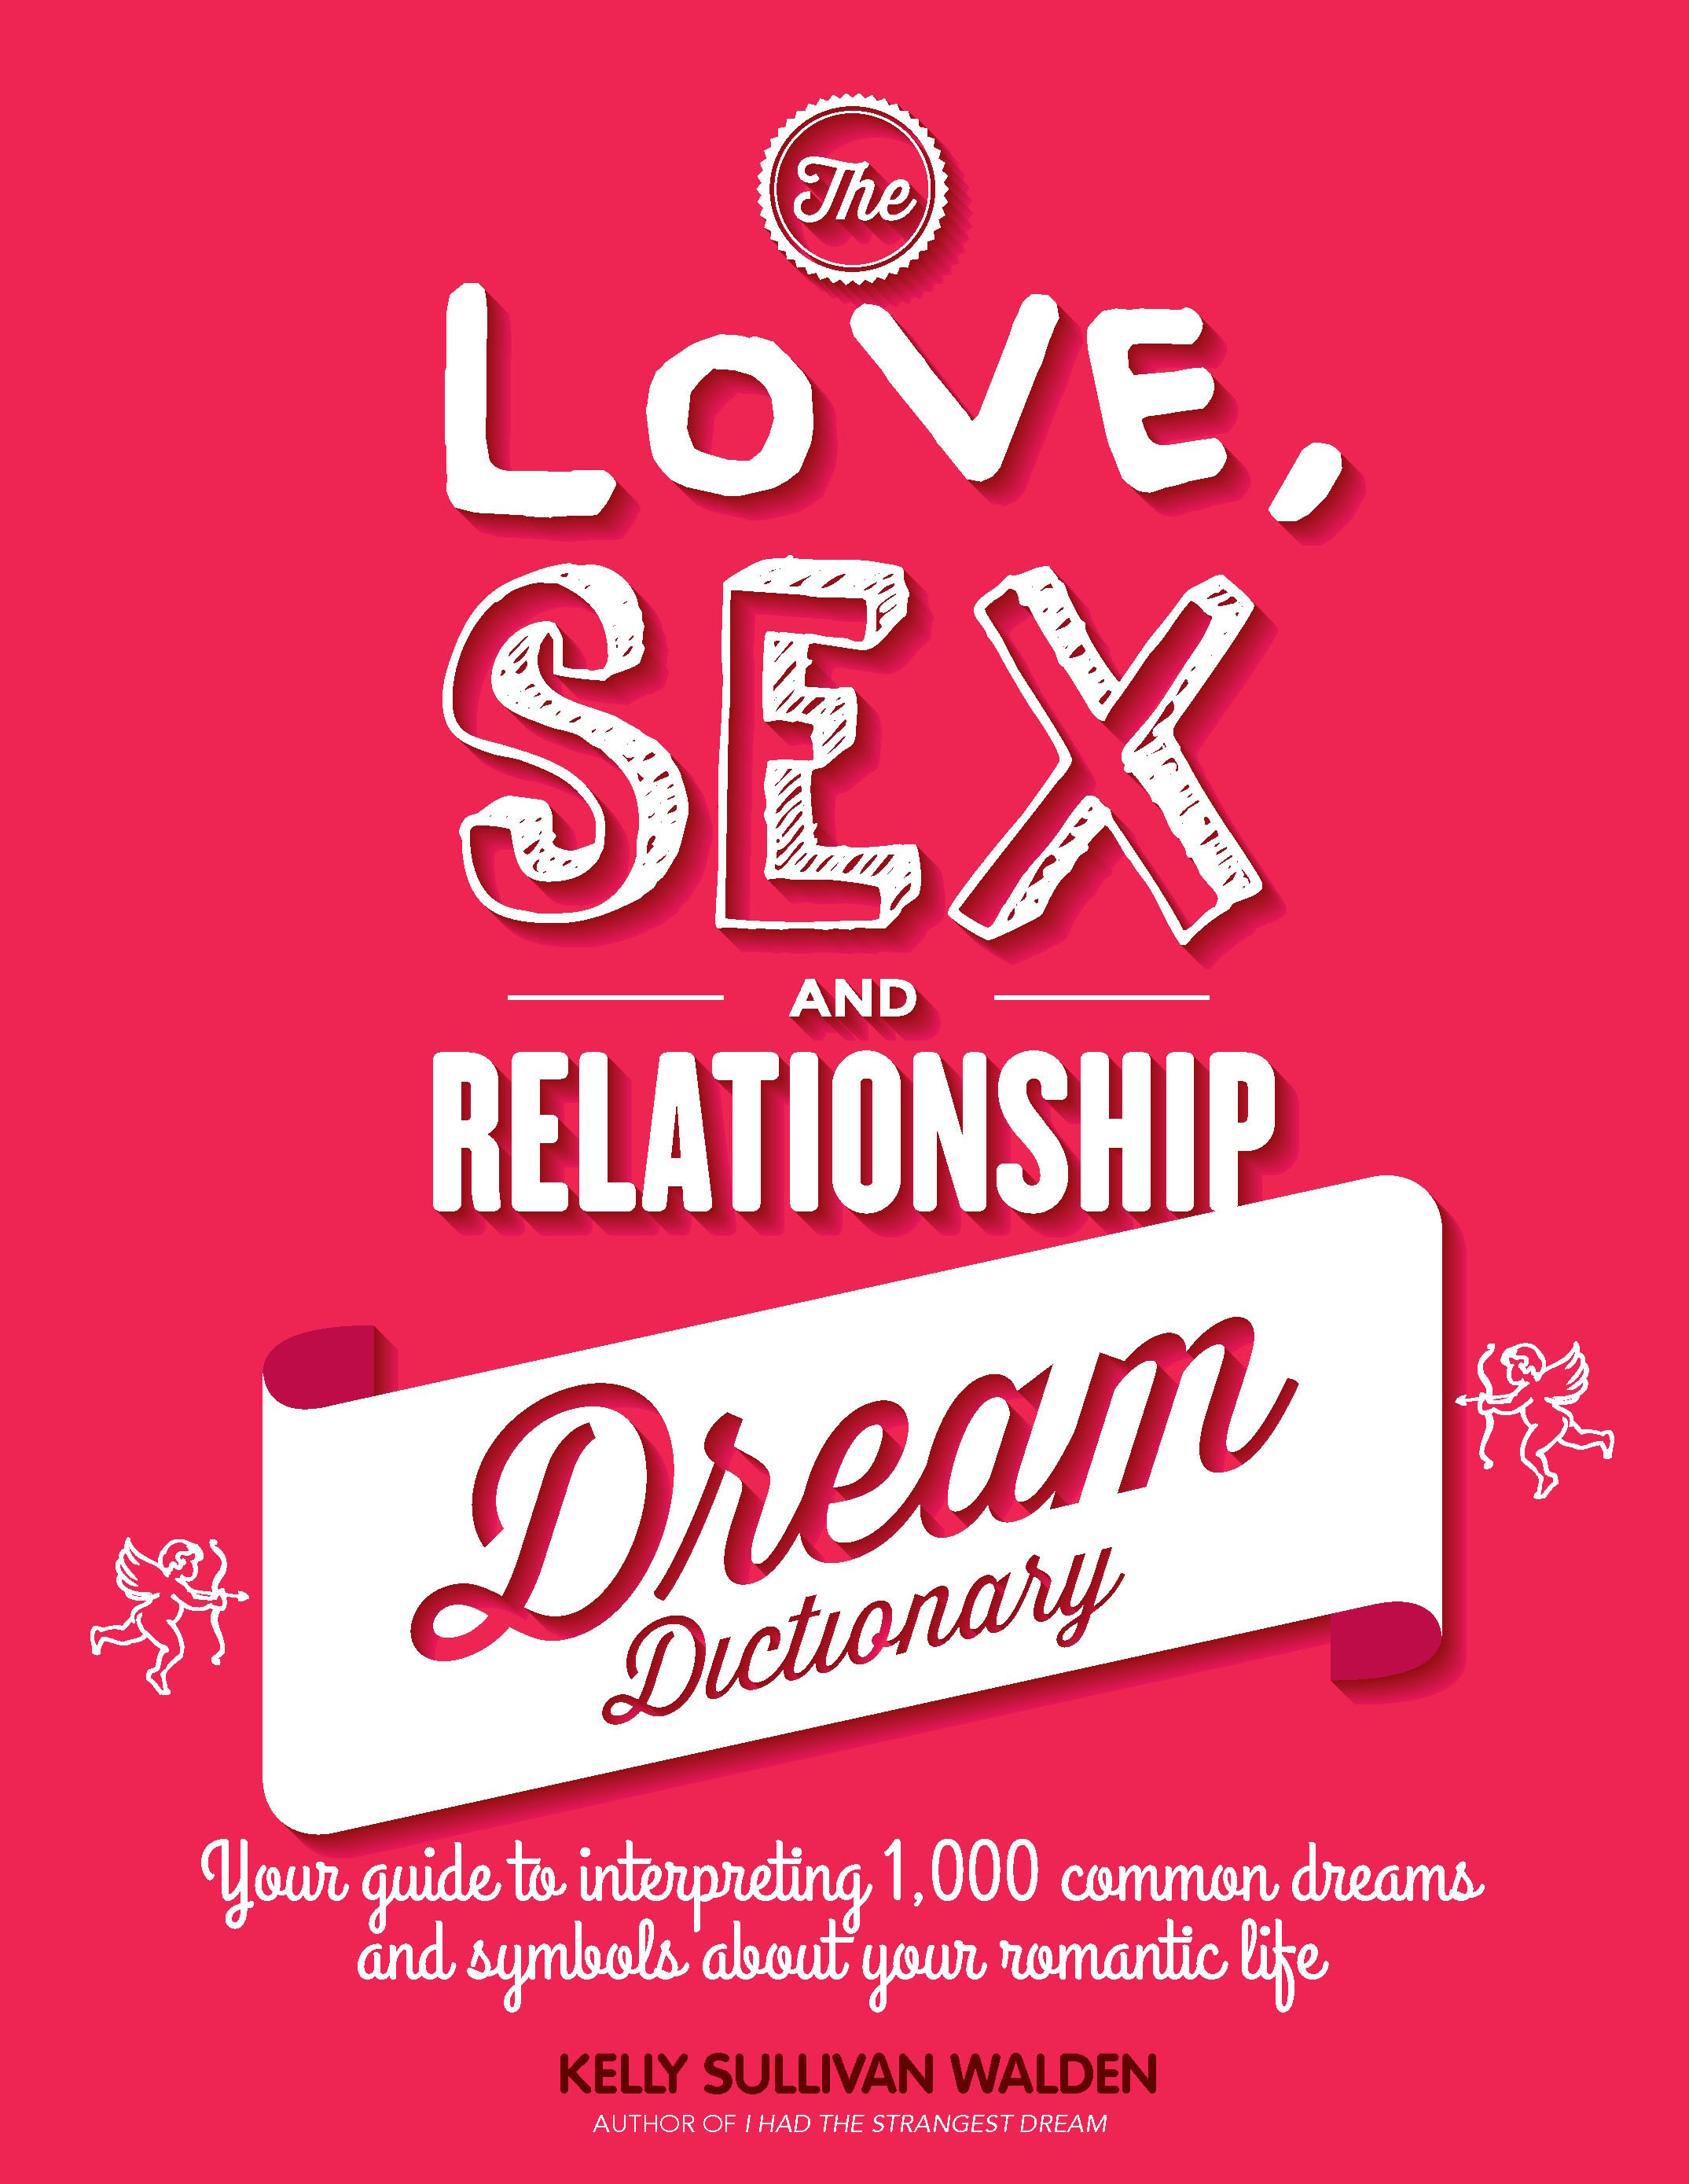 The
LOVE,
SEX
AND
RELATIONSHIP
Dream
Dictionary
Your guide to interpreting 1,000 common dreams
and symbols about your romantic life
KELLY SULLIVAN WALDEN
AUTHOR OF I HAD THE STRANGEST DREAM